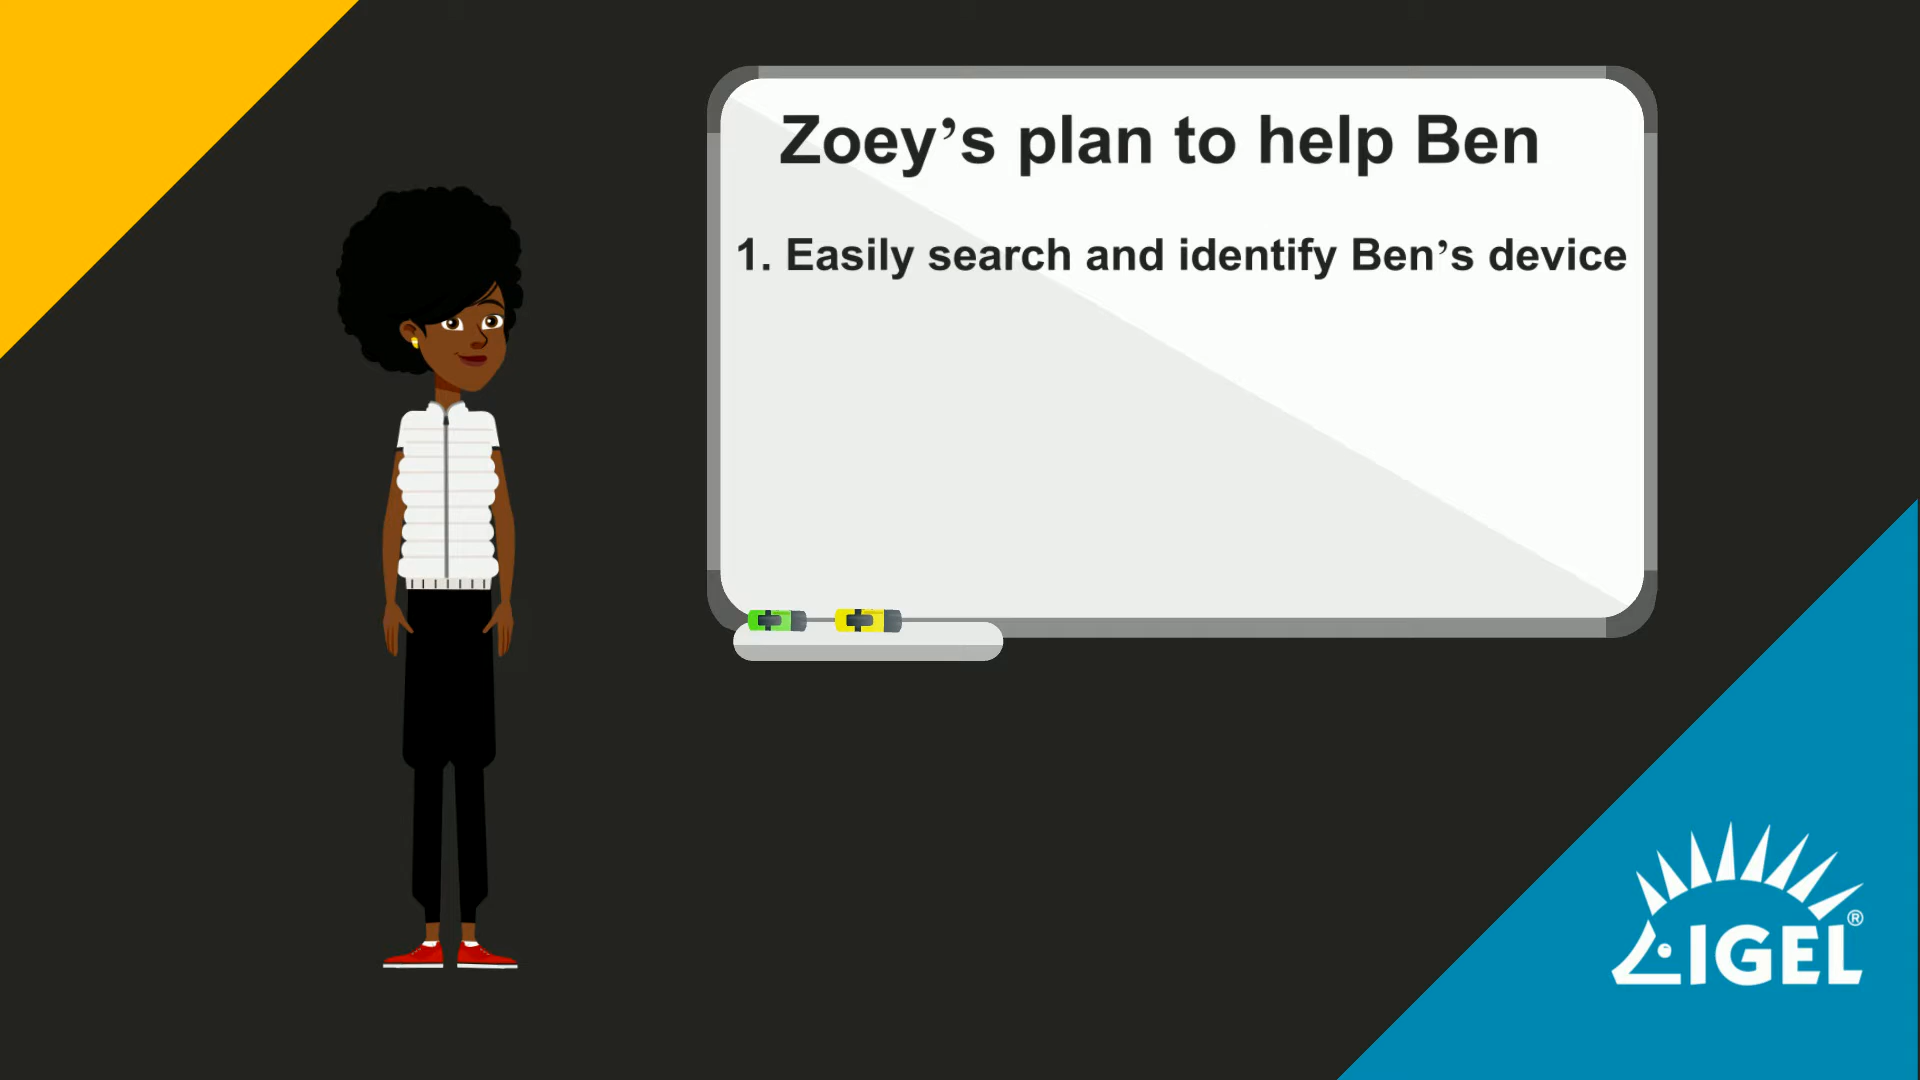 Zoey’s plan to help Ben
1. Easily search and identify Ben’s device
IGEL®